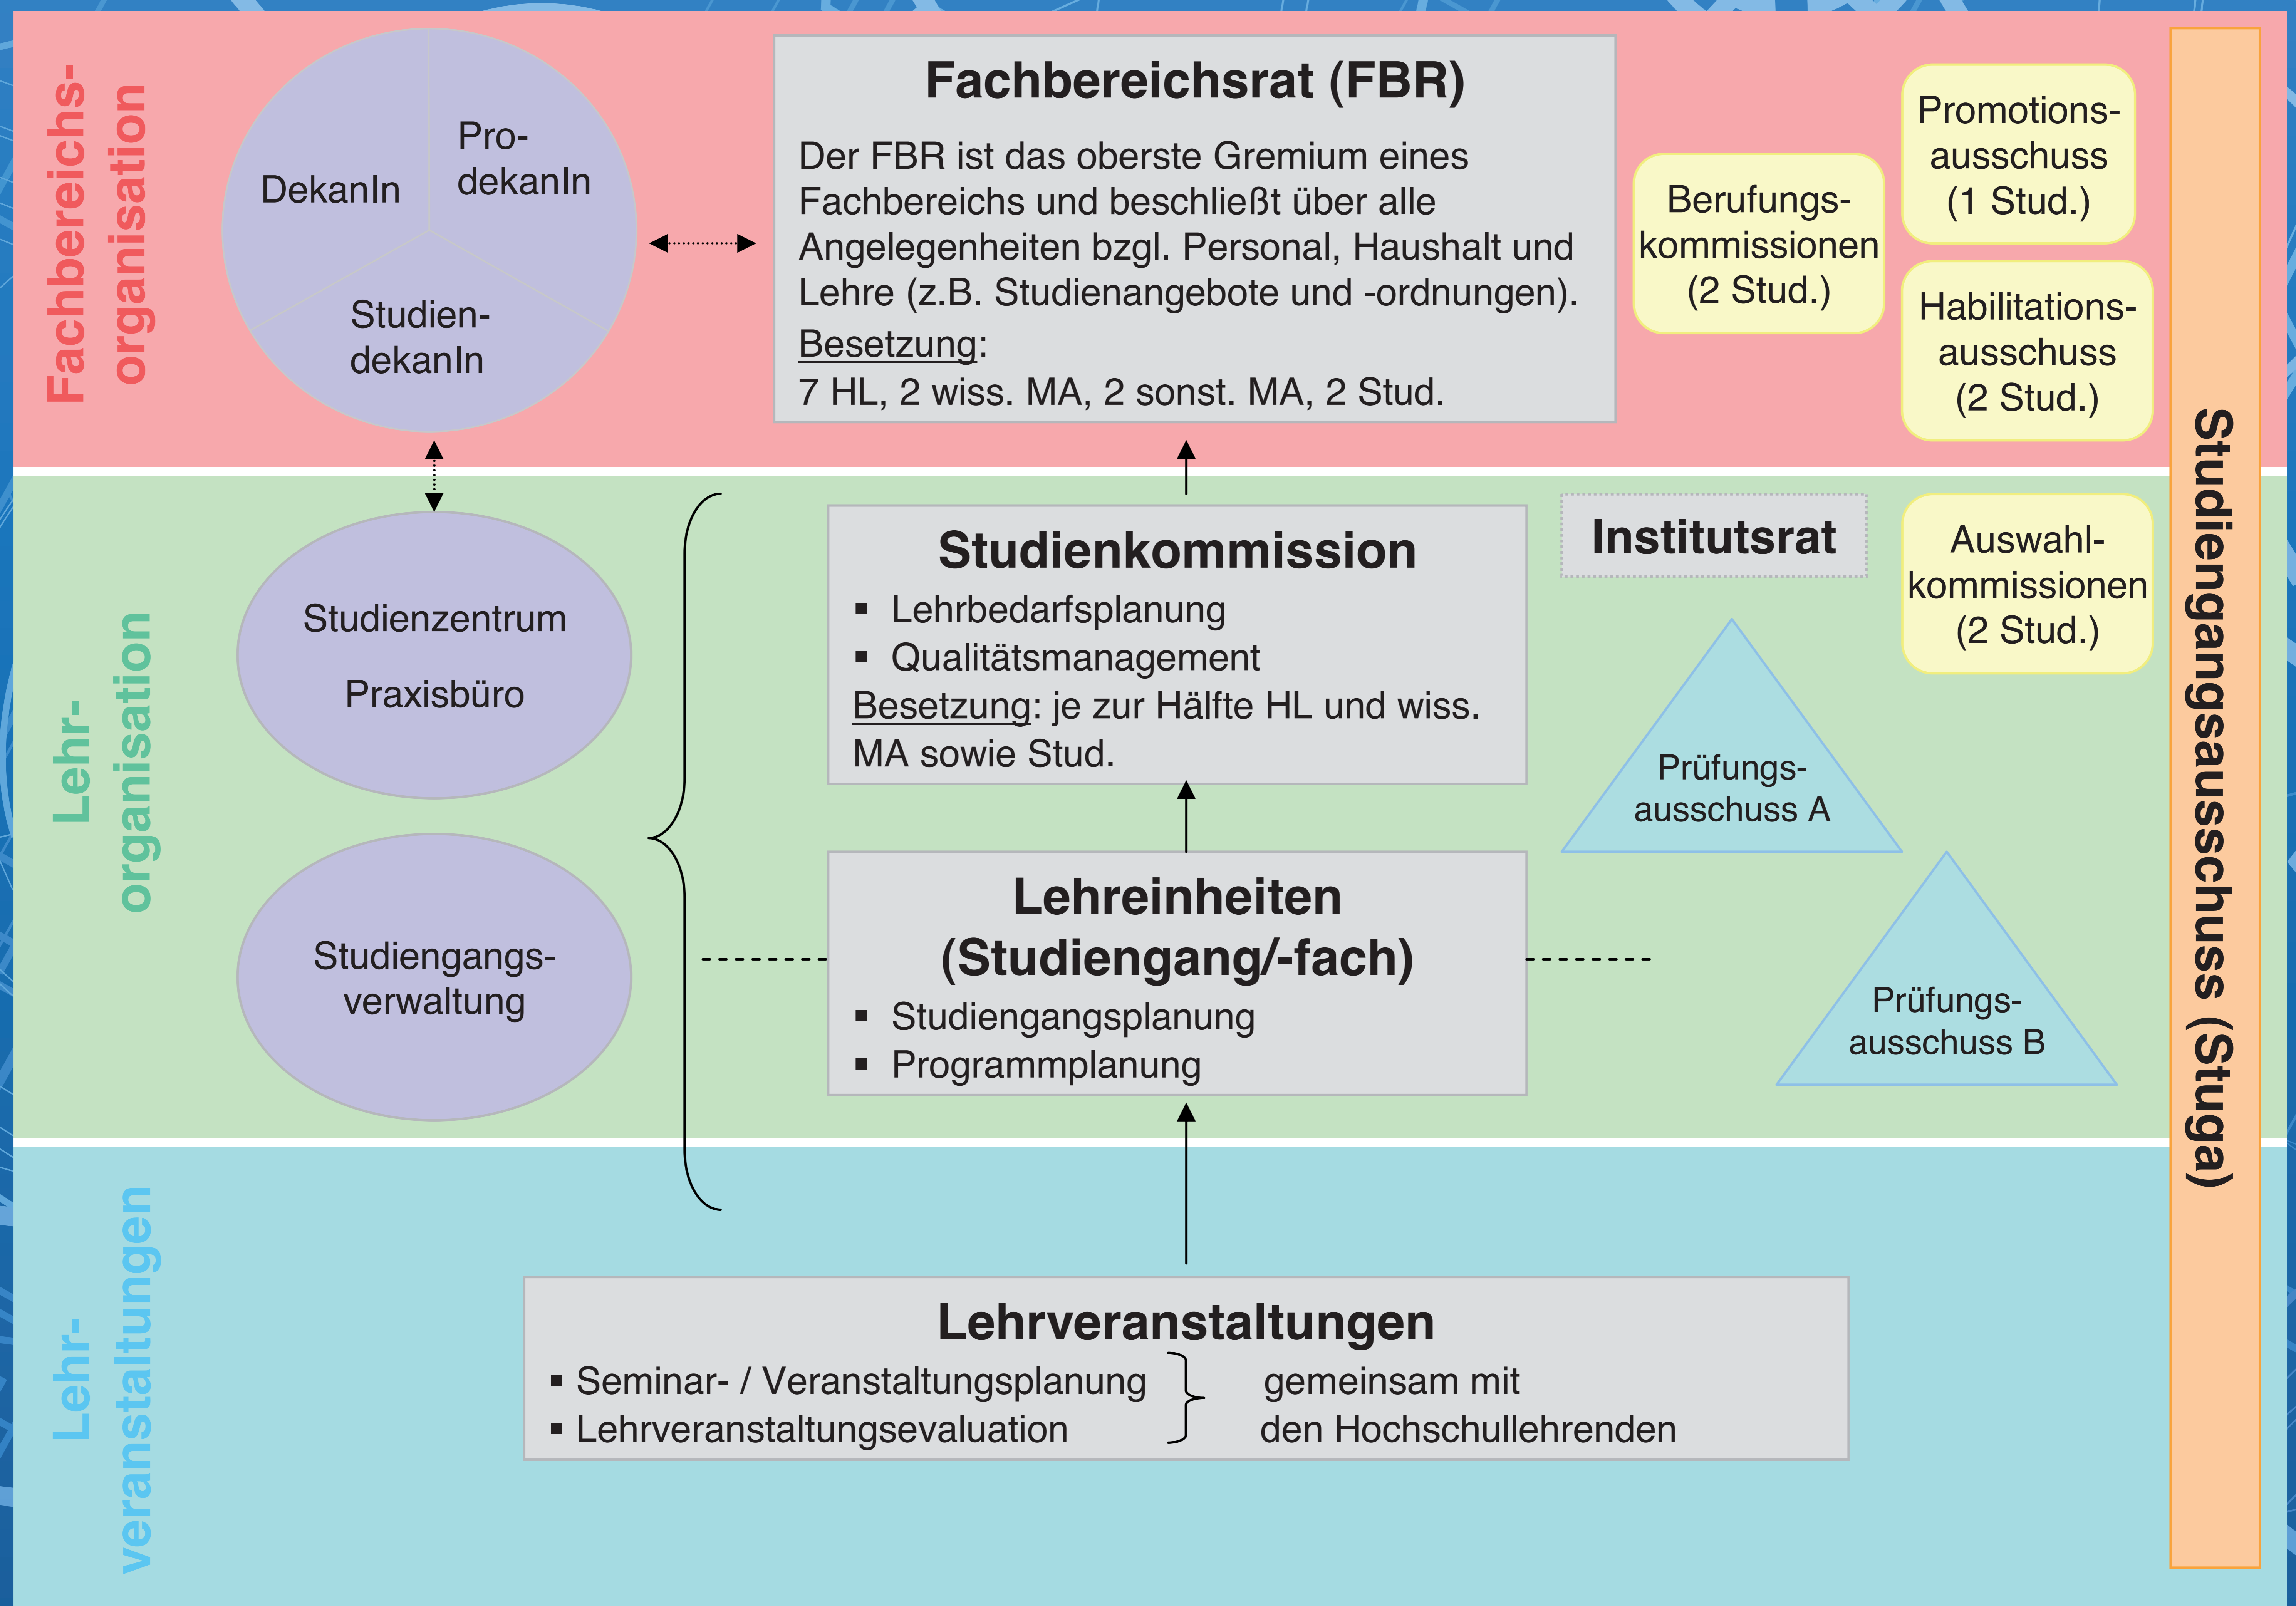 Fachbereichs-
organisation
DekanIn
Pro-
dekanIn
Studien-
dekanIn
Fachbereichsrat (FBR)
Der FBR ist das oberste Gremium eines
Fachbereichs und beschließt über alle
Angelegenheiten bzgl. Personal, Haushalt und
Lehre (z.B. Studienangebote und -ordnungen).
Besetzung:
7 HL, 2 wiss. MA, 2 sonst. MA, 2 Stud.
Berufungs-
kommissionen
(2 Stud.)
Promotions-
ausschuss
(1 Stud.)
Habilitations-
ausschuss
(2 Stud.)
Lehr-
organisation
Studienzentrum
Praxisbüro
Studiengangs-
verwaltung
Studienkommission
▪ Lehrbedarfsplanung
▪ Qualitätsmanagement
Besetzung: je zur Hälfte HL und wiss.
MA sowie Stud.
Institutsrat
Auswahl-
kommissionen
(2 Stud.)
Prüfungs-
ausschuss A
Lehreinheiten
(Studiengang/-fach)
▪ Studiengangsplanung
▪ Programmplanung
Prüfungs-
ausschuss B
Lehr-
veranstaltungen
Lehrveranstaltungen
▪ Seminar- / Veranstaltungsplanung
▪ Lehrveranstaltungsevaluation
gemeinsam mit
den Hochschullehrenden
Studiengangsausschuss (Stuga)